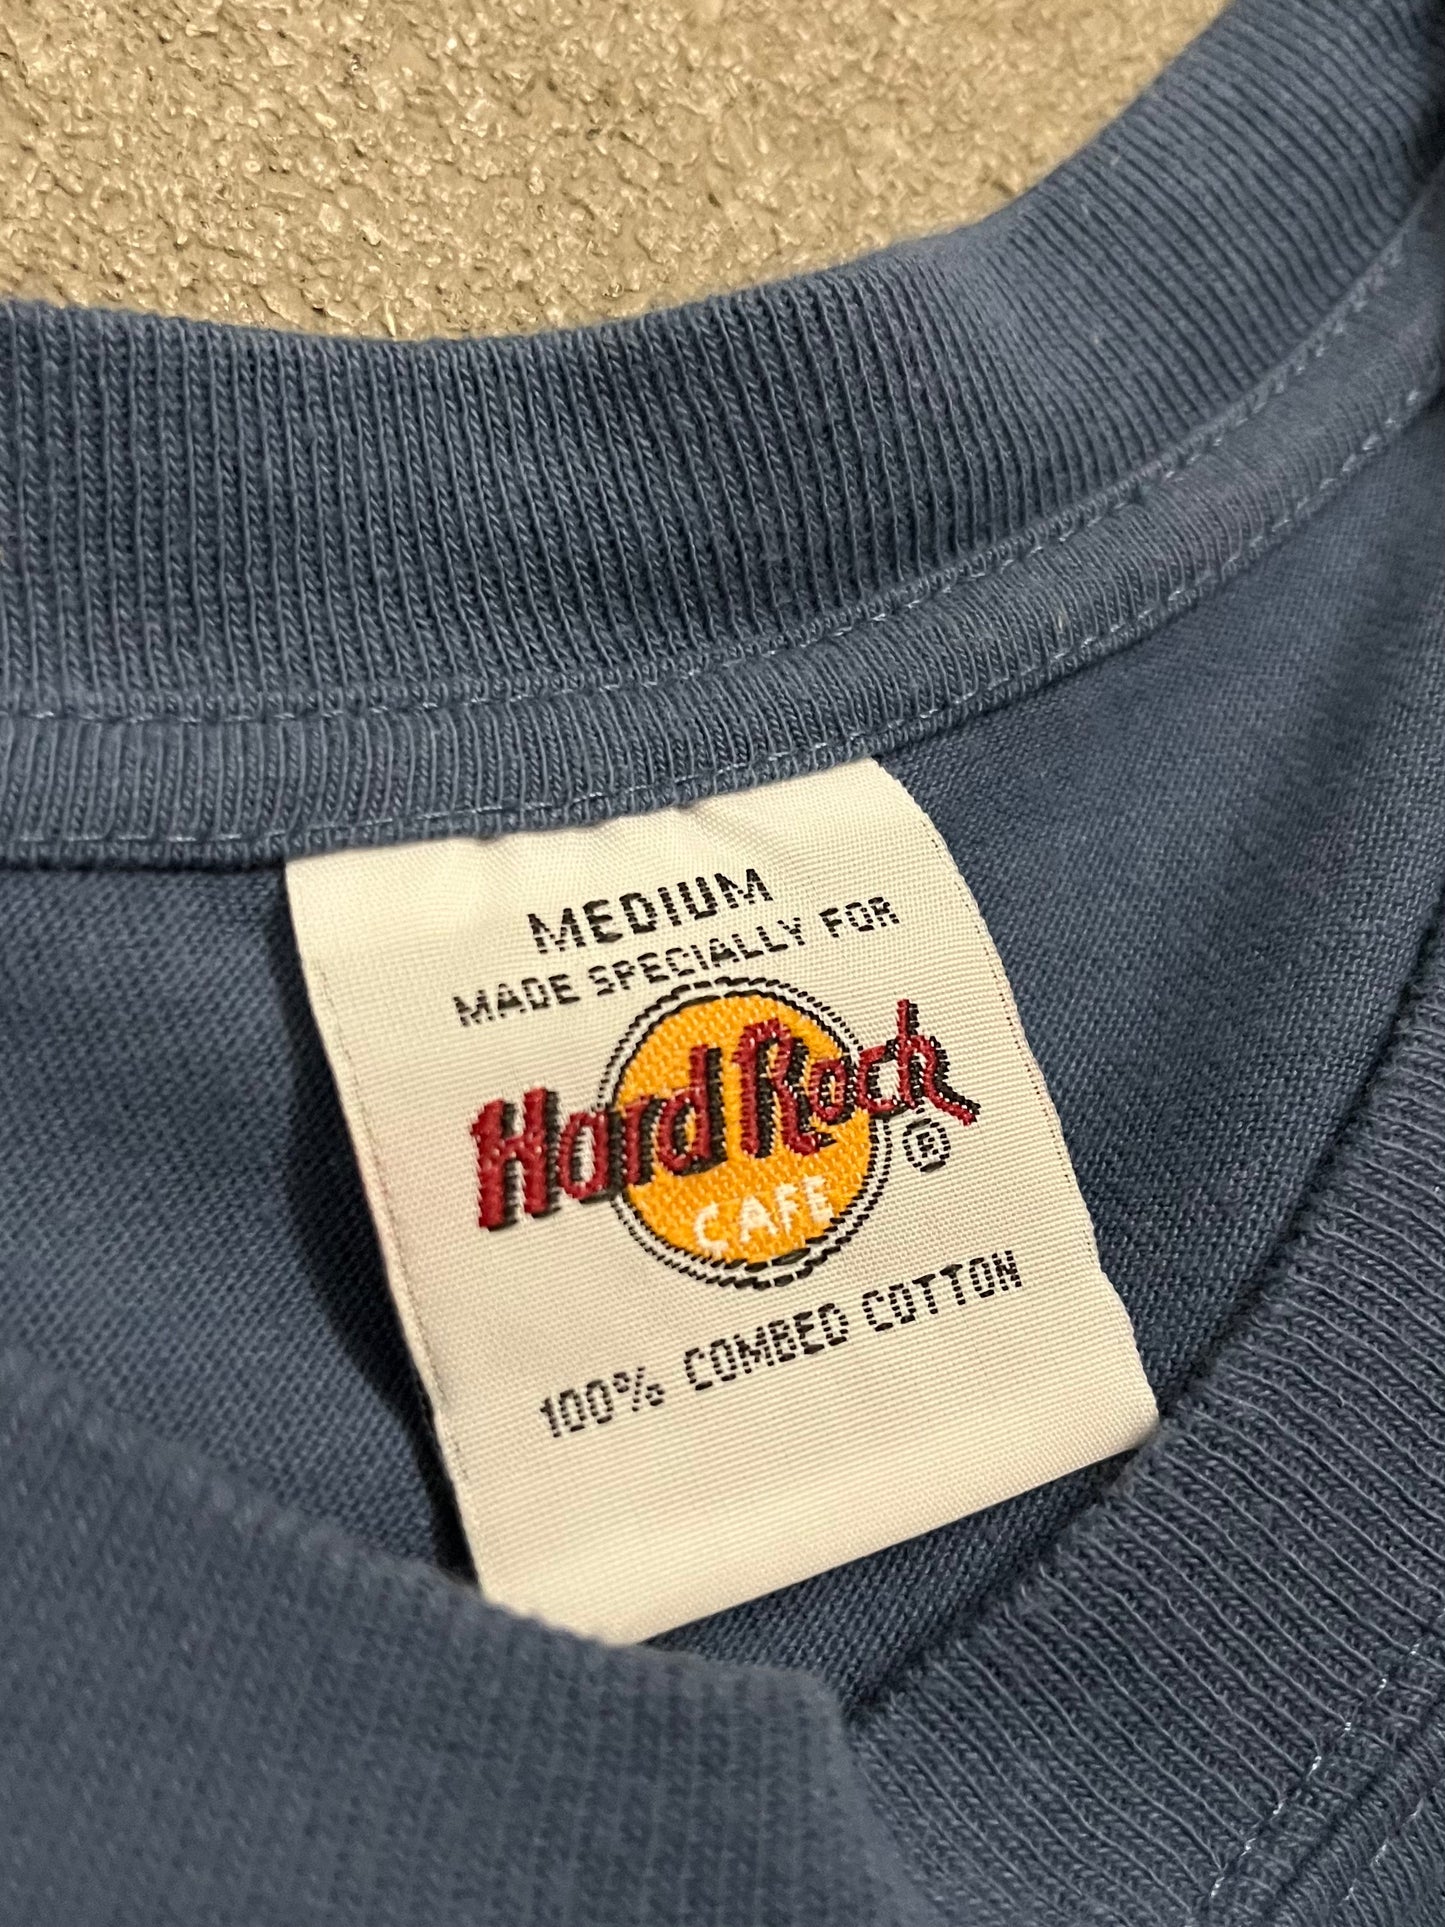 MEDIUM
MADE SPECIALLY FOR
Hard Rock ®
CAFE
100% COMBED COTTON